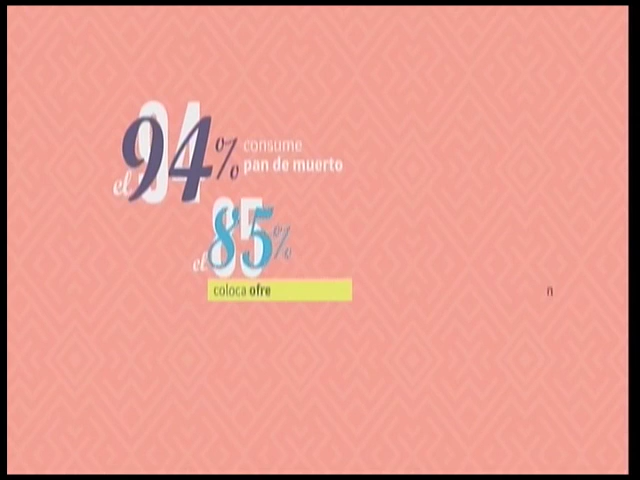 el 94% consume
pan de muerto
el 85%
coloca ofre
n